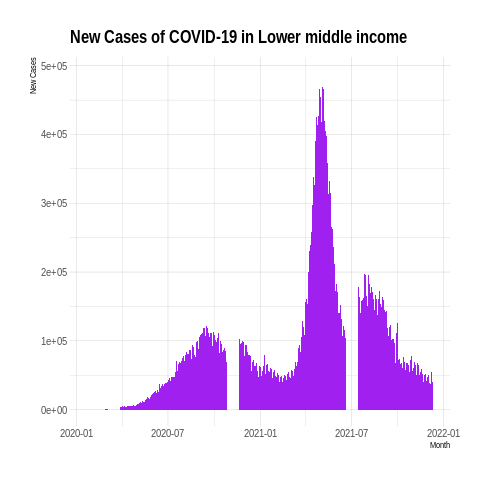 New Cases of COVID-19 in Lower middle income
New Cases
5e+05
4e+05
3e+05
2e+05
1e+05
0e+00
2020-01 2020-07 2021-01 2021-07 2022-01
Month